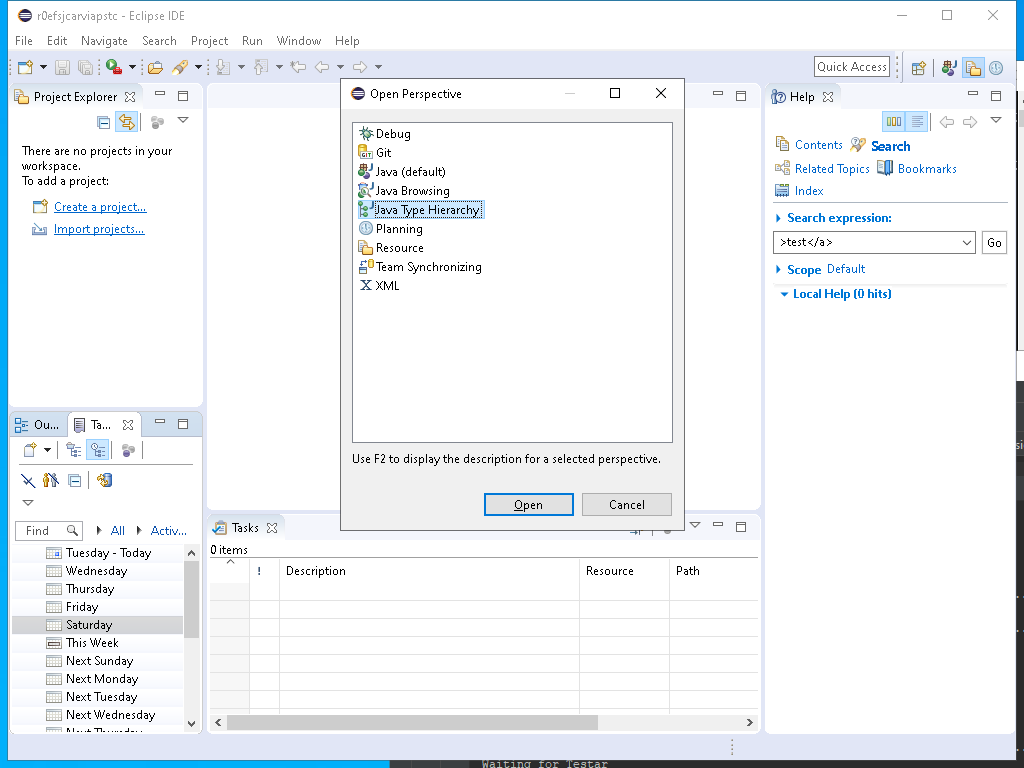 r0efsjcarviapstc - Eclipse IDE
File Edit Navigate Search Project Run Window Help
Quick Access
Project Explorer
There are no projects in your
workspace.
To add a project:
Create a project...
Import projects...
Open Perspective
Debug
Git
Java (default)
Java Browsing
Java Type Hierarchy
Planning
Resource
Team Synchronizing
XML
Use F2 to display the description for a selected perspective.
Open Cancel
Help
Contents Search
Related Topics Bookmarks
Index
Search expression:
>test</a> Go
Scope Default
Local Help (0 hits)
Ou... Ta...
Find All Activ...
Tuesday - Today
Wednesday
Thursday
Friday
Saturday
This Week
Next Sunday
Next Monday
Next Tuesday
Next Wednesday
Next Thursday
Tasks
0 items
! Description Resource Path
Waiting for Testar